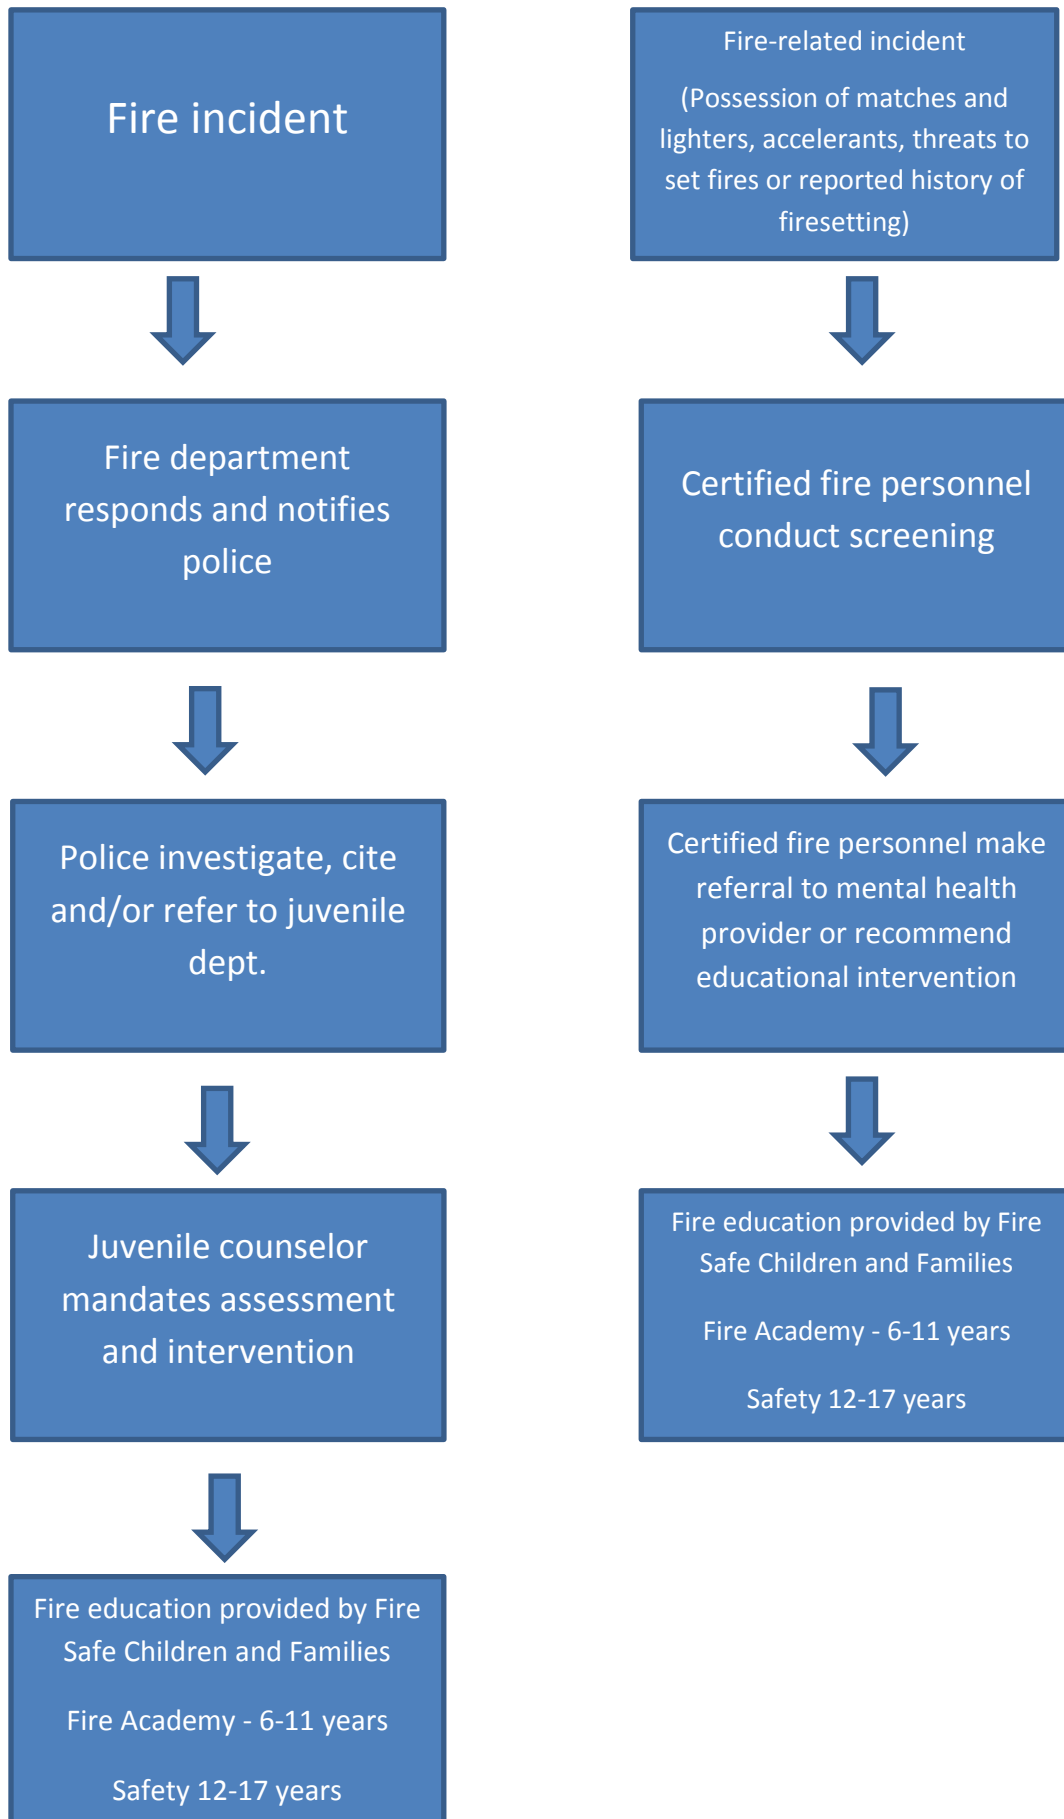 Fire incident
Fire department
responds and notifies
police
Police investigate, cite
and/or refer to juvenile
dept.
Juvenile counselor
mandates assessment
and intervention
Fire education provided by Fire
Safe Children and Families
Fire Academy - 6-11 years
Safety 12-17 years
Fire-related incident
(Possession of matches and
lighters, accelerants, threats to
set fires or reported history of
firesetting)
Certified fire personnel
conduct screening
Certified fire personnel make
referral to mental health
provider or recommend
educational intervention
Fire education provided by Fire
Safe Children and Families
Fire Academy - 6-11 years
Safety 12-17 years